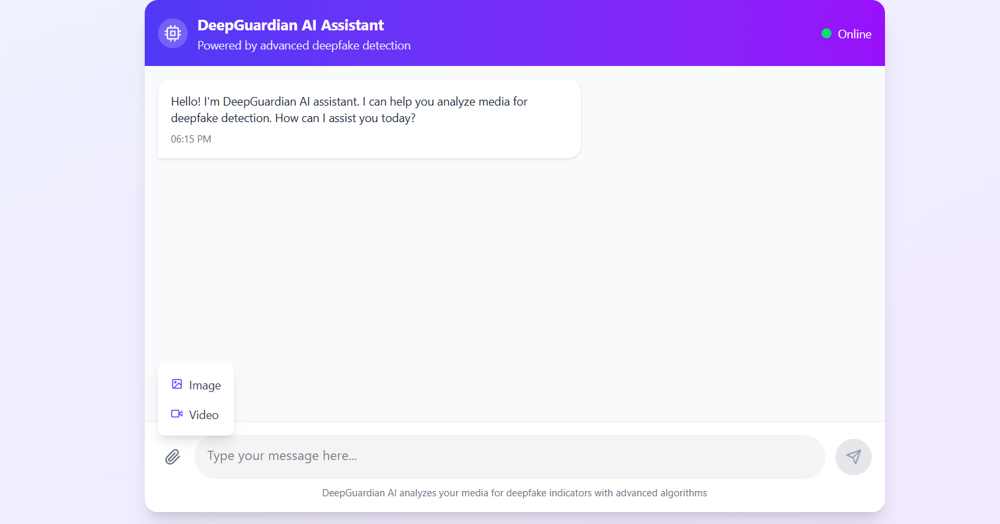 DeepGuardian AI Assistant
Powered by advanced deepfake detection
Online
Hello! I'm DeepGuardian AI assistant. I can help you analyze media for
deepfake detection. How can I assist you today?
06:15 PM
Image
Video
Type your message here...
DeepGuardian AI analyzes your media for deepfake indicators with advanced algorithms